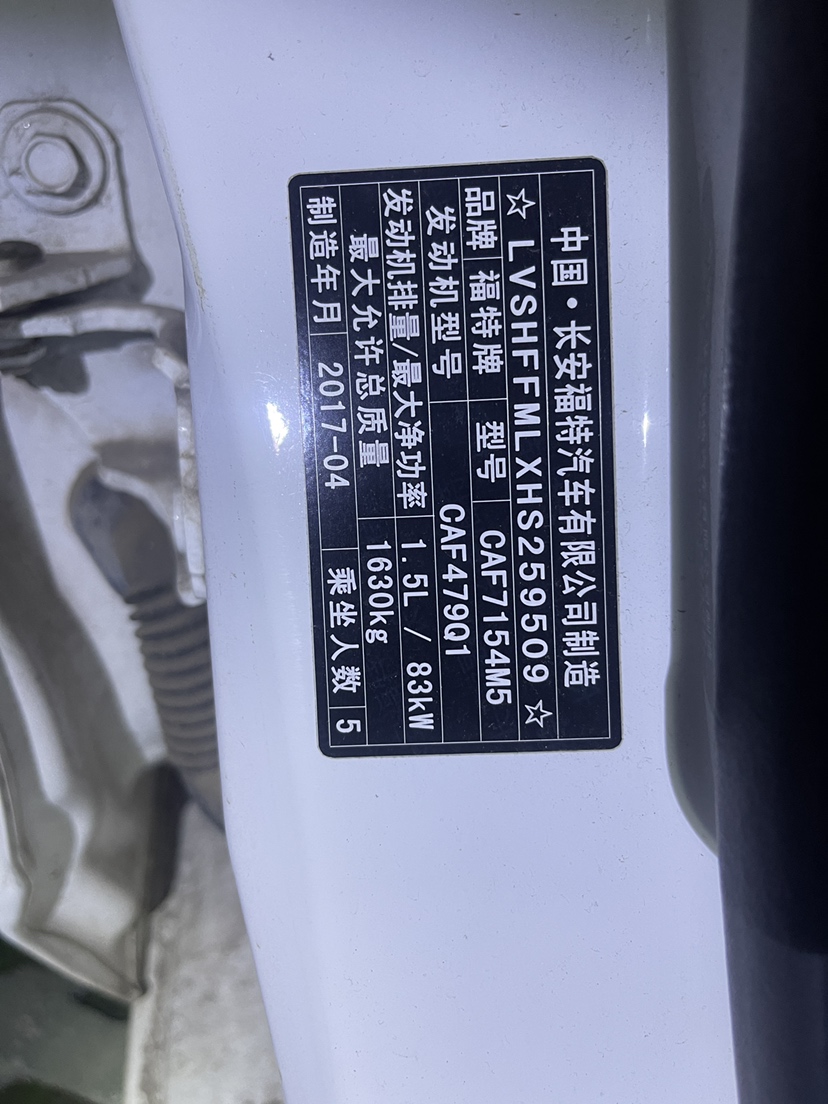 中国·长安福特汽车有限公司制造
☆LVSHFFMLXHS259509☆
品牌 福特牌 型号 CAF7154M5
发动机型号 CAF479Q1
发动机排量/最大净功率 1.5L / 83kW
最大允许总质量 1630kg
制造年月 2017-04 乘坐人数 5